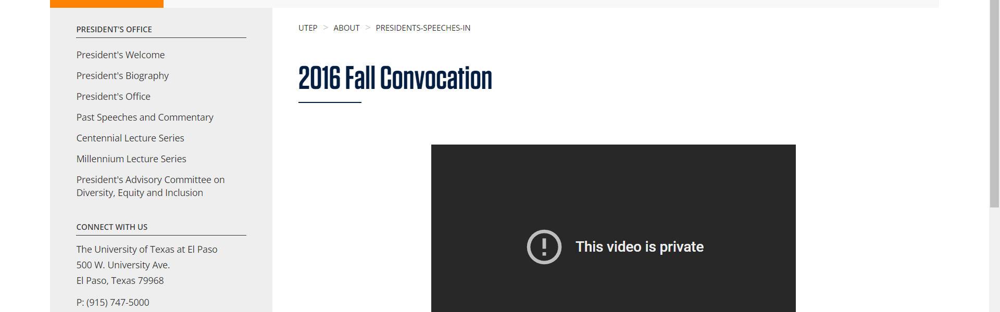 PRESIDENT'S OFFICE
President's Welcome
President's Biography
President's Office
Past Speeches and Commentary
Centennial Lecture Series
Millennium Lecture Series
President's Advisory Committee on
Diversity, Equity and Inclusion
CONNECT WITH US
The University of Texas at El Paso
500 W. University Ave.
El Paso, Texas 79968
P: (915) 747-5000
UTEP > ABOUT > PRESIDENTS-SPEECHES-IN
2016 Fall Convocation
This video is private